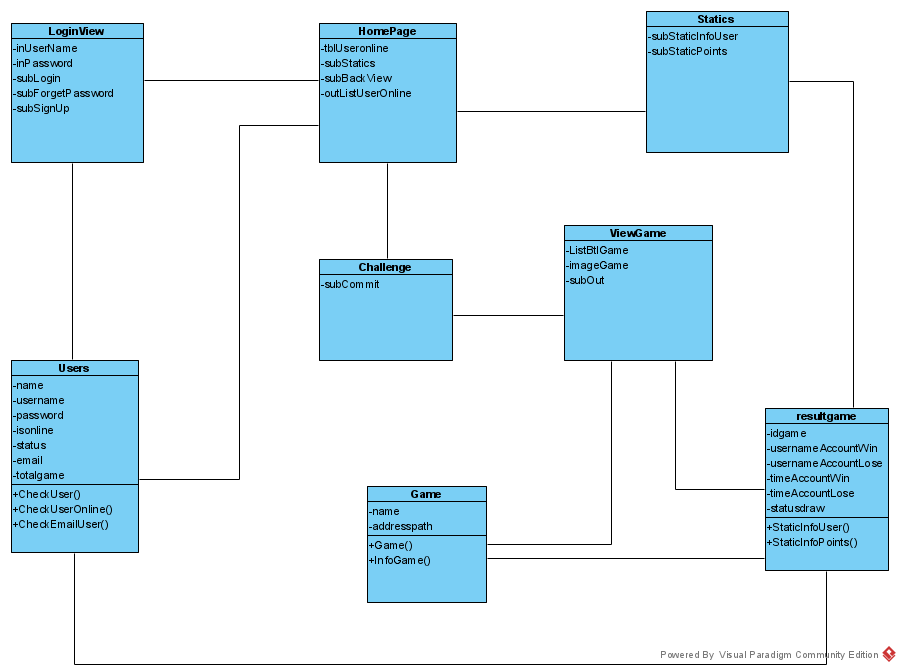 LoginView
-inUserName
-inPassword
-subLogin
-subForgetPassword
-subSignUp
HomePage
-tblUseronline
-subStatics
-subBackView
-outListUserOnline
Statics
-subStaticInfoUser
-subStaticPoints
Challenge
-subCommit
ViewGame
-ListBtlGame
-imageGame
-subOut
Users
-name
-username
-password
-isonline
-status
-email
-totalgame
+CheckUser()
+CheckUserOnline()
+CheckEmailUser()
Game
-name
-addresspath
+Game()
+InfoGame()
resultgame
-idgame
-usernameAccountWin
-usernameAccountLose
-timeAccountWin
-timeAccountLose
-statusdraw
+StaticInfoUser()
+StaticInfoPoints()
Powered By Visual Paradigm Community Edition